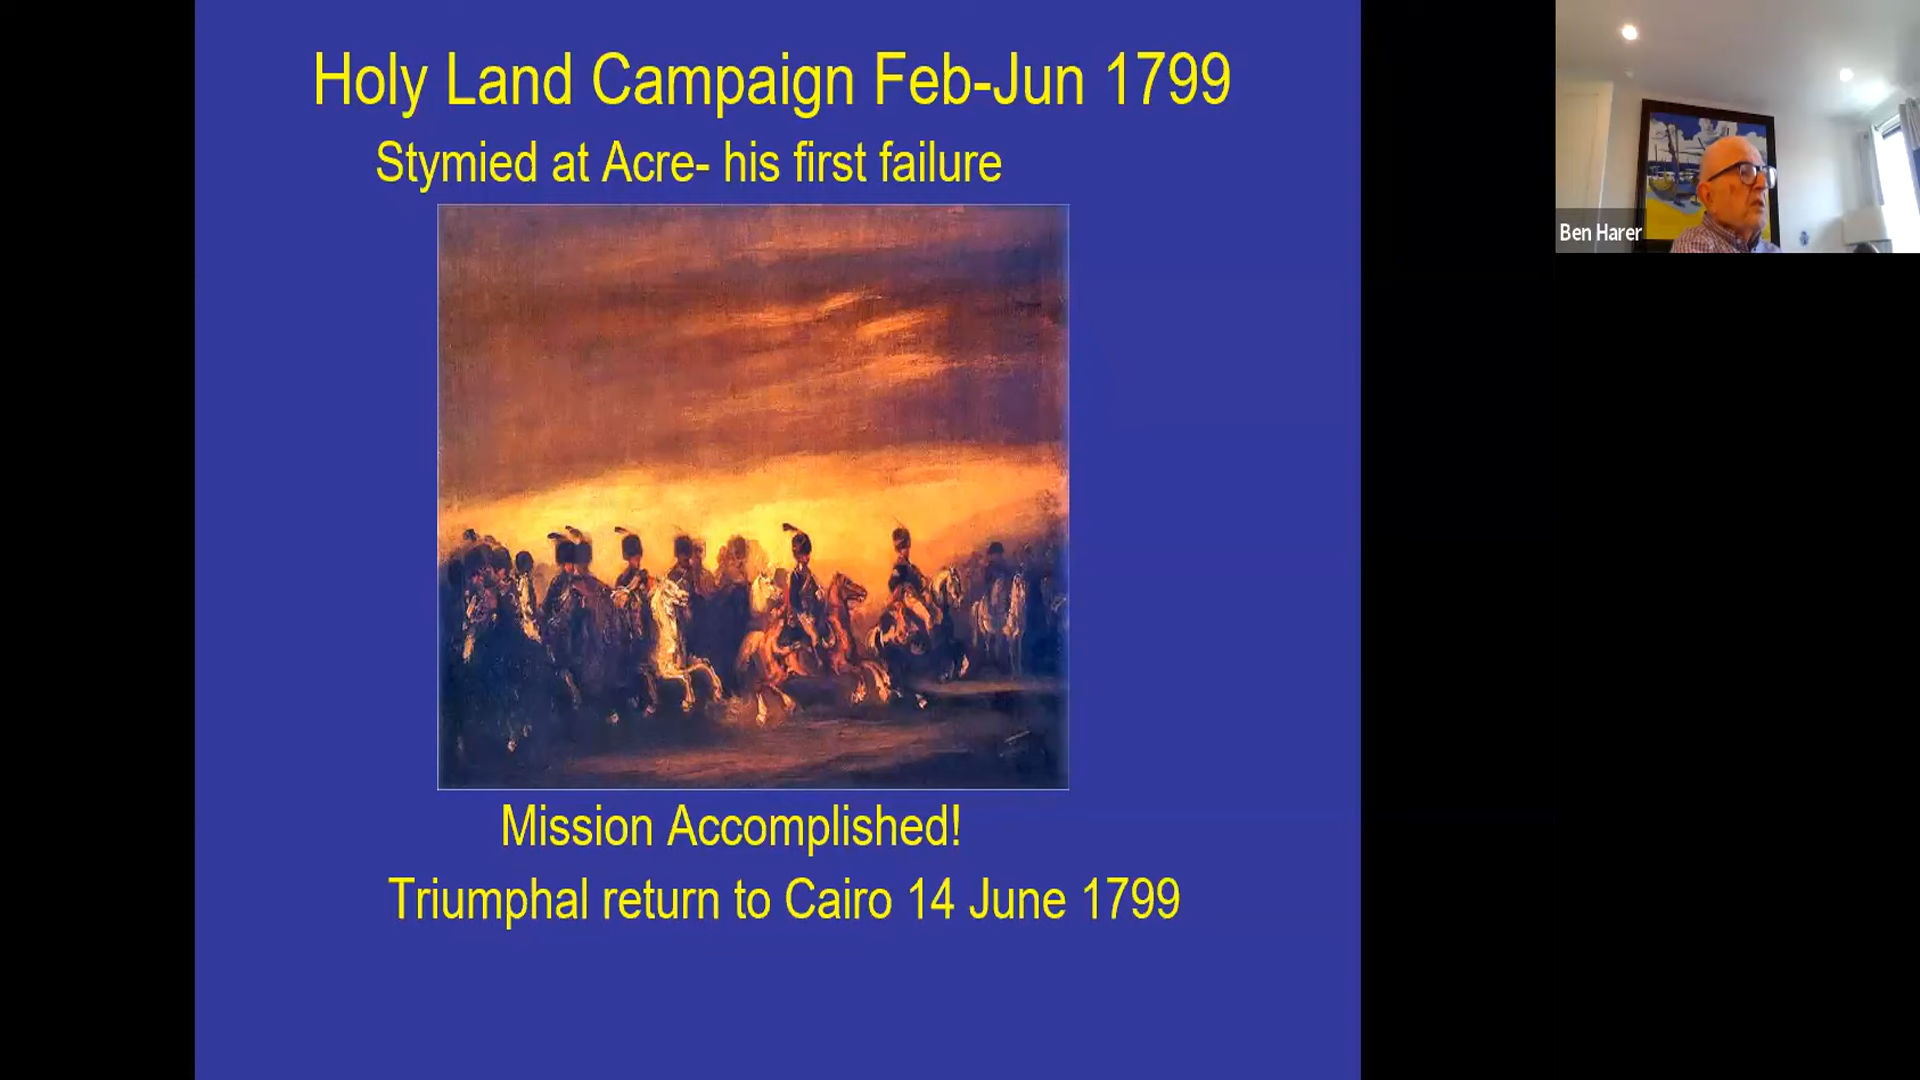 Holy Land Campaign Feb-Jun 1799
Stymied at Acre- his first failure
Mission Accomplished!
Triumphal return to Cairo 14 June 1799
Ben Harer